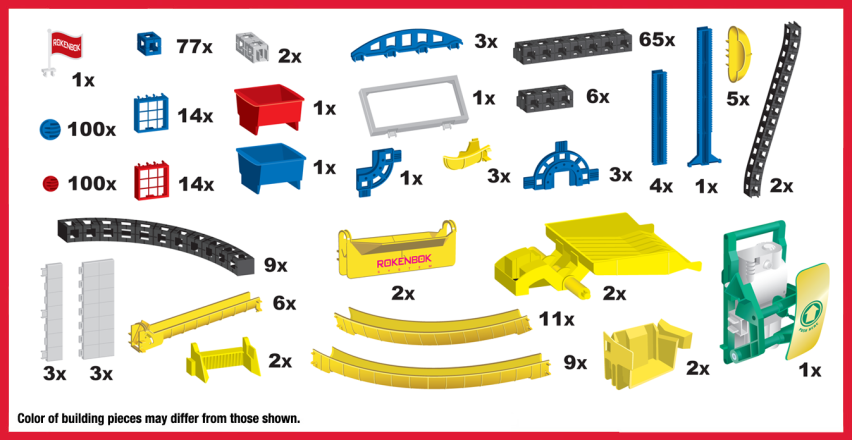 ROKENBOK
1x
77x
2x
3x
65x
100x
14x
1x
1x
6x
5x
100x
14x
1x
1x
3x
3x
4x
1x
2x
9x
ROKENBOK
SYSTEM
2x
2x
6x
11x
3x
3x
2x
9x
2x
1x
Color of building pieces may differ from those shown.